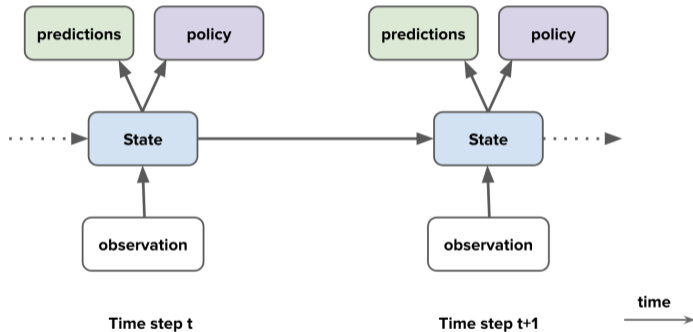 predictions policy predictions policy
State State
observation observation
time
Time step t Time step t+1